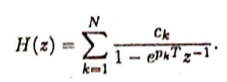 H(z) = \sum_{k=1}^{N} \frac{c_k}{1 - e^{p_k T} z^{-1}}.